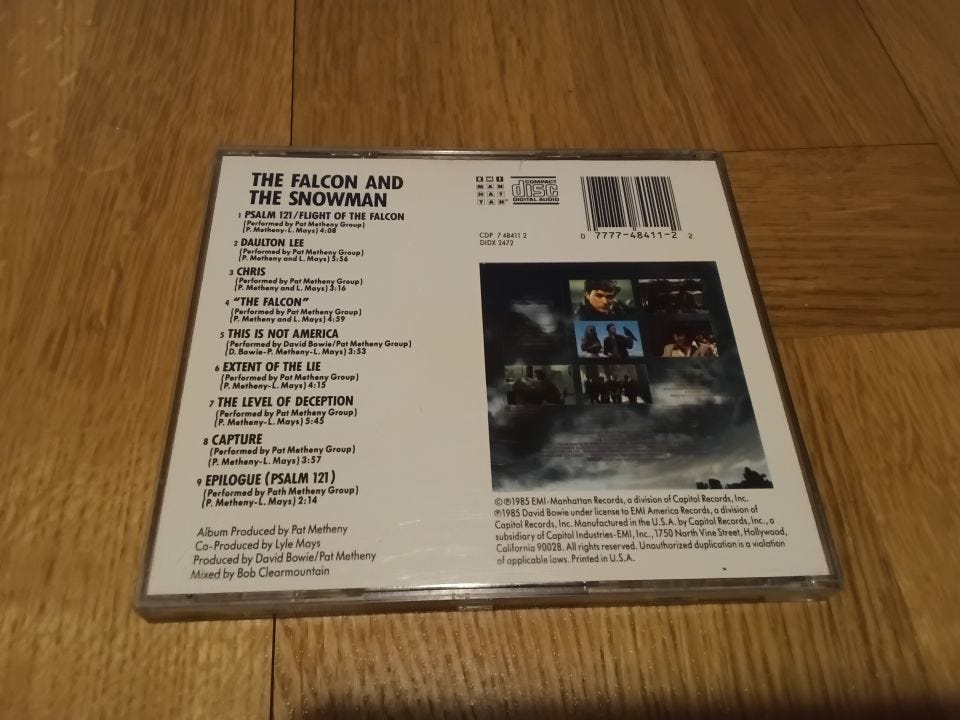 THE FALCON AND
THE SNOWMAN
1 PSALM 121/FLIGHT OF THE FALCON
(Performed by Pat Metheny Group)
(P. Metheny-L. Mays) 4:08
2 DAULTON LEE
(Performed by Pat Metheny Group)
(P. Metheny and L. Mays) 5:56
3 CHRIS
(Performed by Pat Metheny Group)
(P. Metheny and L. Mays) 3:16
4 "THE FALCON"
(Performed by Pat Metheny Group)
(P. Metheny and L. Mays) 4:59
5 THIS IS NOT AMERICA
(Performed by David Bowie/Pat Metheny Group)
(D. Bowie-P. Metheny-L. Mays) 3:53
6 EXTENT OF THE LIE
(Performed by Pat Metheny Group)
(P. Metheny-L. Mays) 4:15
7 THE LEVEL OF DECEPTION
(Performed by Pat Metheny Group)
(P. Metheny-L. Mays) 5:45
8 CAPTURE
(Performed by Pat Metheny Group)
(P. Metheny-L. Mays) 3:57
9 EPILOGUE (PSALM 121)
(Performed by Path Metheny Group)
(P. Metheny-L. Mays) 2:14
Album Produced by Pat Metheny
Co-Produced by Lyle Mays
Produced by David Bowie/Pat Metheny
Mixed by Bob Clearmountain
EMI
MAN
HAT
TAN
COMPACT
disc
DIGITAL AUDIO
CDP 7 48411 2
DIDX 2472
0 7777-48411-2 2
©℗1985 EMI-Manhattan Records, a division of Capitol Records, Inc.
℗1985 David Bowie under license to EMI America Records, a division of
Capitol Records, Inc. Manufactured in the U.S.A. by Capitol Records, Inc., a
subsidiary of Capitol Industries-EMI, Inc., 1750 North Vine Street, Hollywood,
California 90028. All rights reserved. Unauthorized duplication is a violation
of applicable laws. Printed in U.S.A.